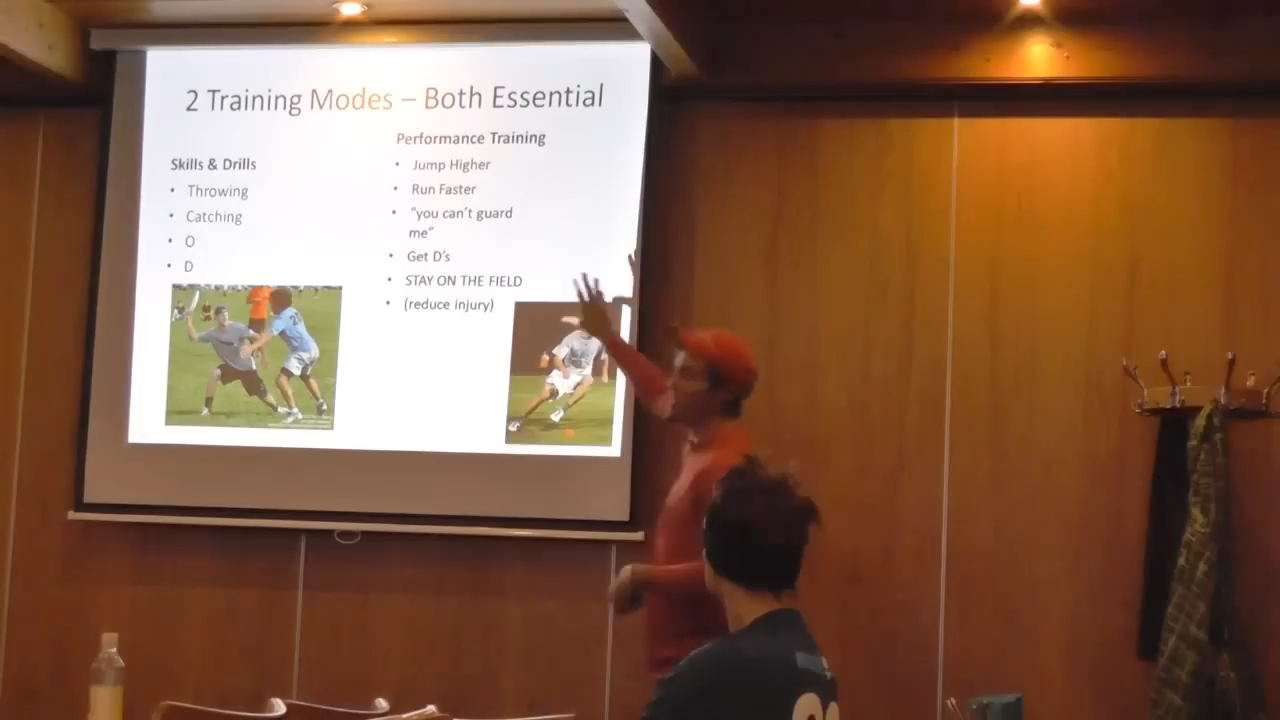 2 Training Modes – Both Essential
Skills & Drills
• Throwing
• Catching
• O
• D
Performance Training
• Jump Higher
• Run Faster
• "you can't guard
me"
• Get D's
• STAY ON THE FIELD
• (reduce injury)